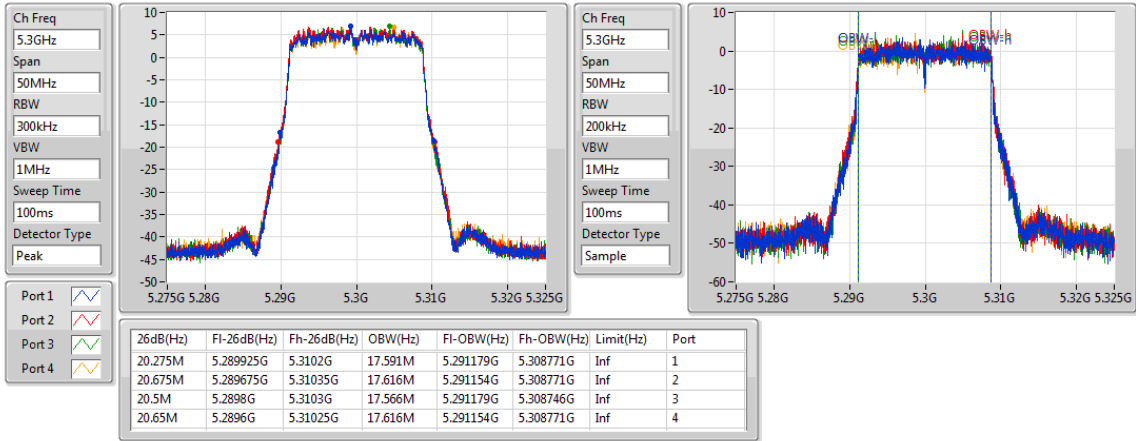 Ch Freq
5.3GHz
Span
50MHz
RBW
300kHz
VBW
1MHz
Sweep Time
100ms
Detector Type
Peak
10
5
0
-5
-10
-15
-20
-25
-30
-35
-40
-45
-50
5.275G 5.28G 5.29G 5.3G 5.31G 5.32G 5.325G
Ch Freq
5.3GHz
Span
50MHz
RBW
200kHz
VBW
1MHz
Sweep Time
100ms
Detector Type
Sample
10
0
-10
-20
-30
-40
-50
-60
OBW-l OBW-h
5.275G 5.28G 5.29G 5.3G 5.31G 5.32G 5.325G
Port 1
Port 2
Port 3
Port 4
26dB(Hz) Fl-26dB(Hz) Fh-26dB(Hz) OBW(Hz) Fl-OBW(Hz) Fh-OBW(Hz) Limit(Hz) Port
20.275M 5.289925G 5.3102G 17.591M 5.291179G 5.308771G Inf 1
20.675M 5.289675G 5.31035G 17.616M 5.291154G 5.308771G Inf 2
20.5M 5.2898G 5.3103G 17.566M 5.291179G 5.308746G Inf 3
20.65M 5.2896G 5.31025G 17.616M 5.291154G 5.308771G Inf 4